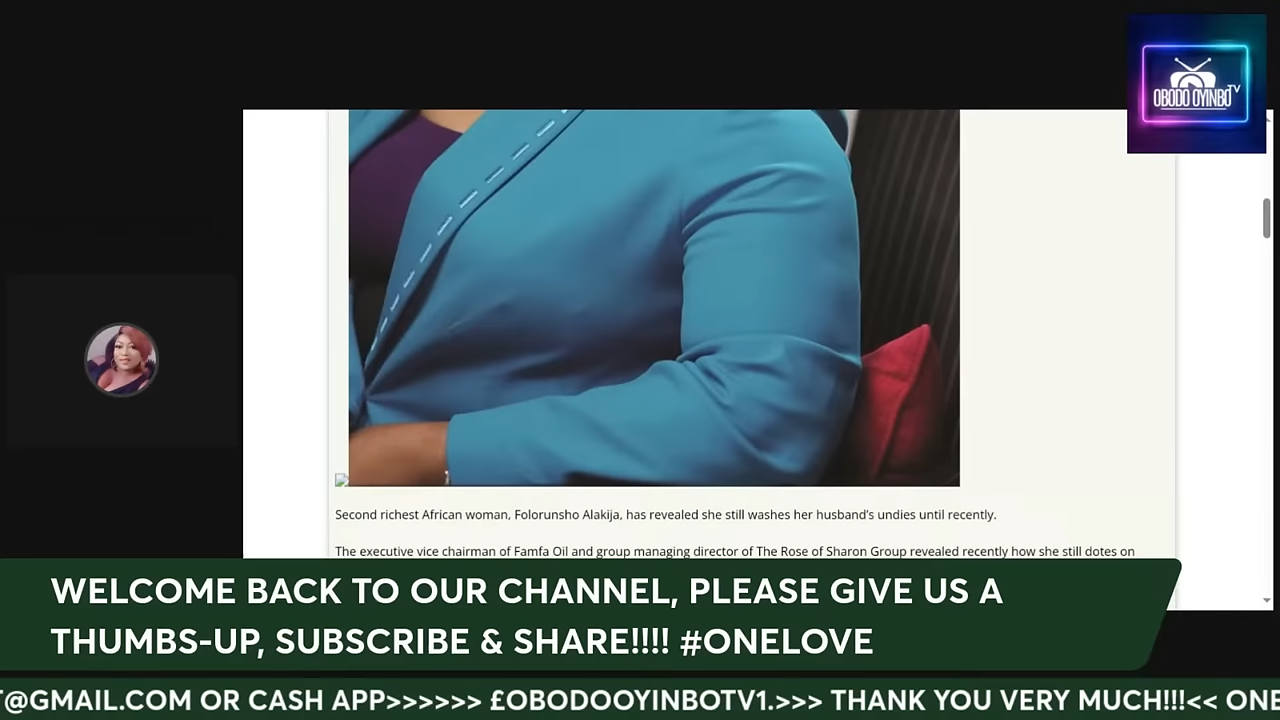 OBODO OYINBO TV
Second richest African woman, Folorunsho Alakija, has revealed she still washes her husband's undies until recently.
The executive vice chairman of Famfa Oil and group managing director of The Rose of Sharon Group revealed recently how she still dotes on
WELCOME BACK TO OUR CHANNEL, PLEASE GIVE US A
THUMBS-UP, SUBSCRIBE & SHARE!!!! #ONELOVE
@GMAIL.COM OR CASH APP>>>>>> £OBODOOYINBOTV1.>>> THANK YOU VERY MUCH!!!<< ONE